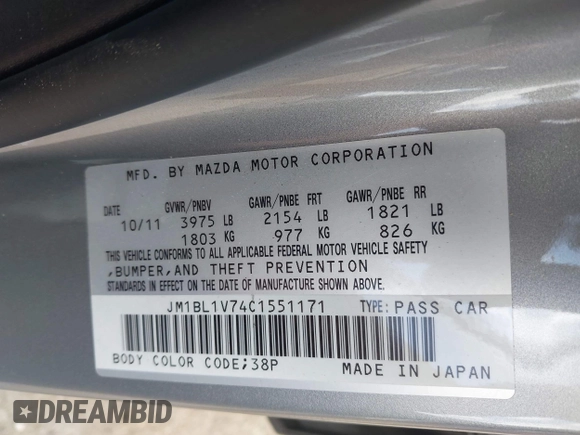 MFD. BY MAZDA MOTOR CORPORATION
DATE GVWR/PNBV GAWR/PNBE FRT GAWR/PNBE RR
10/11 3975 LB 2154 LB 1821 LB
1803 KG 977 KG 826 KG
THIS VEHICLE CONFORMS TO ALL APPLICABLE FEDERAL MOTOR VEHICLE SAFETY
,BUMPER,AND THEFT PREVENTION
STANDARDS IN EFFECT ON THE DATE OF MANUFACTURE SHOWN ABOVE.
JM1BL1V74C1551171 TYPE: PASS CAR
BODY COLOR CODE;38P MADE IN JAPAN
DREAMBID